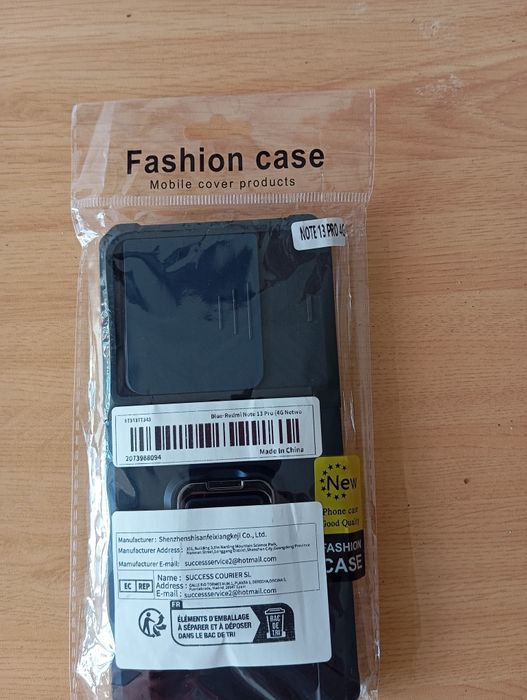 Fashion case
Mobile cover products
NOTE 13 PRO 4G
Blue-Redmi Note 13 Pro (4G Netwo
2073988094
Made In China
New
Phone case
Good Quality
FASHION
CASE
Manufacturer : Shenzhenshisanfeixiangkeji Co., Ltd.
Manufacturer Address :
Manufacturer E-mail: successservice2@hotmail.com
EC REP
Name : SUCCESS COURIER SL
Address :
E-mail : successservice2@hotmail.com
FR
ÉLÉMENTS D'EMBALLAGE
À SÉPARER ET À DÉPOSER
DANS LE BAC DE TRI
BAC
DE
TRI